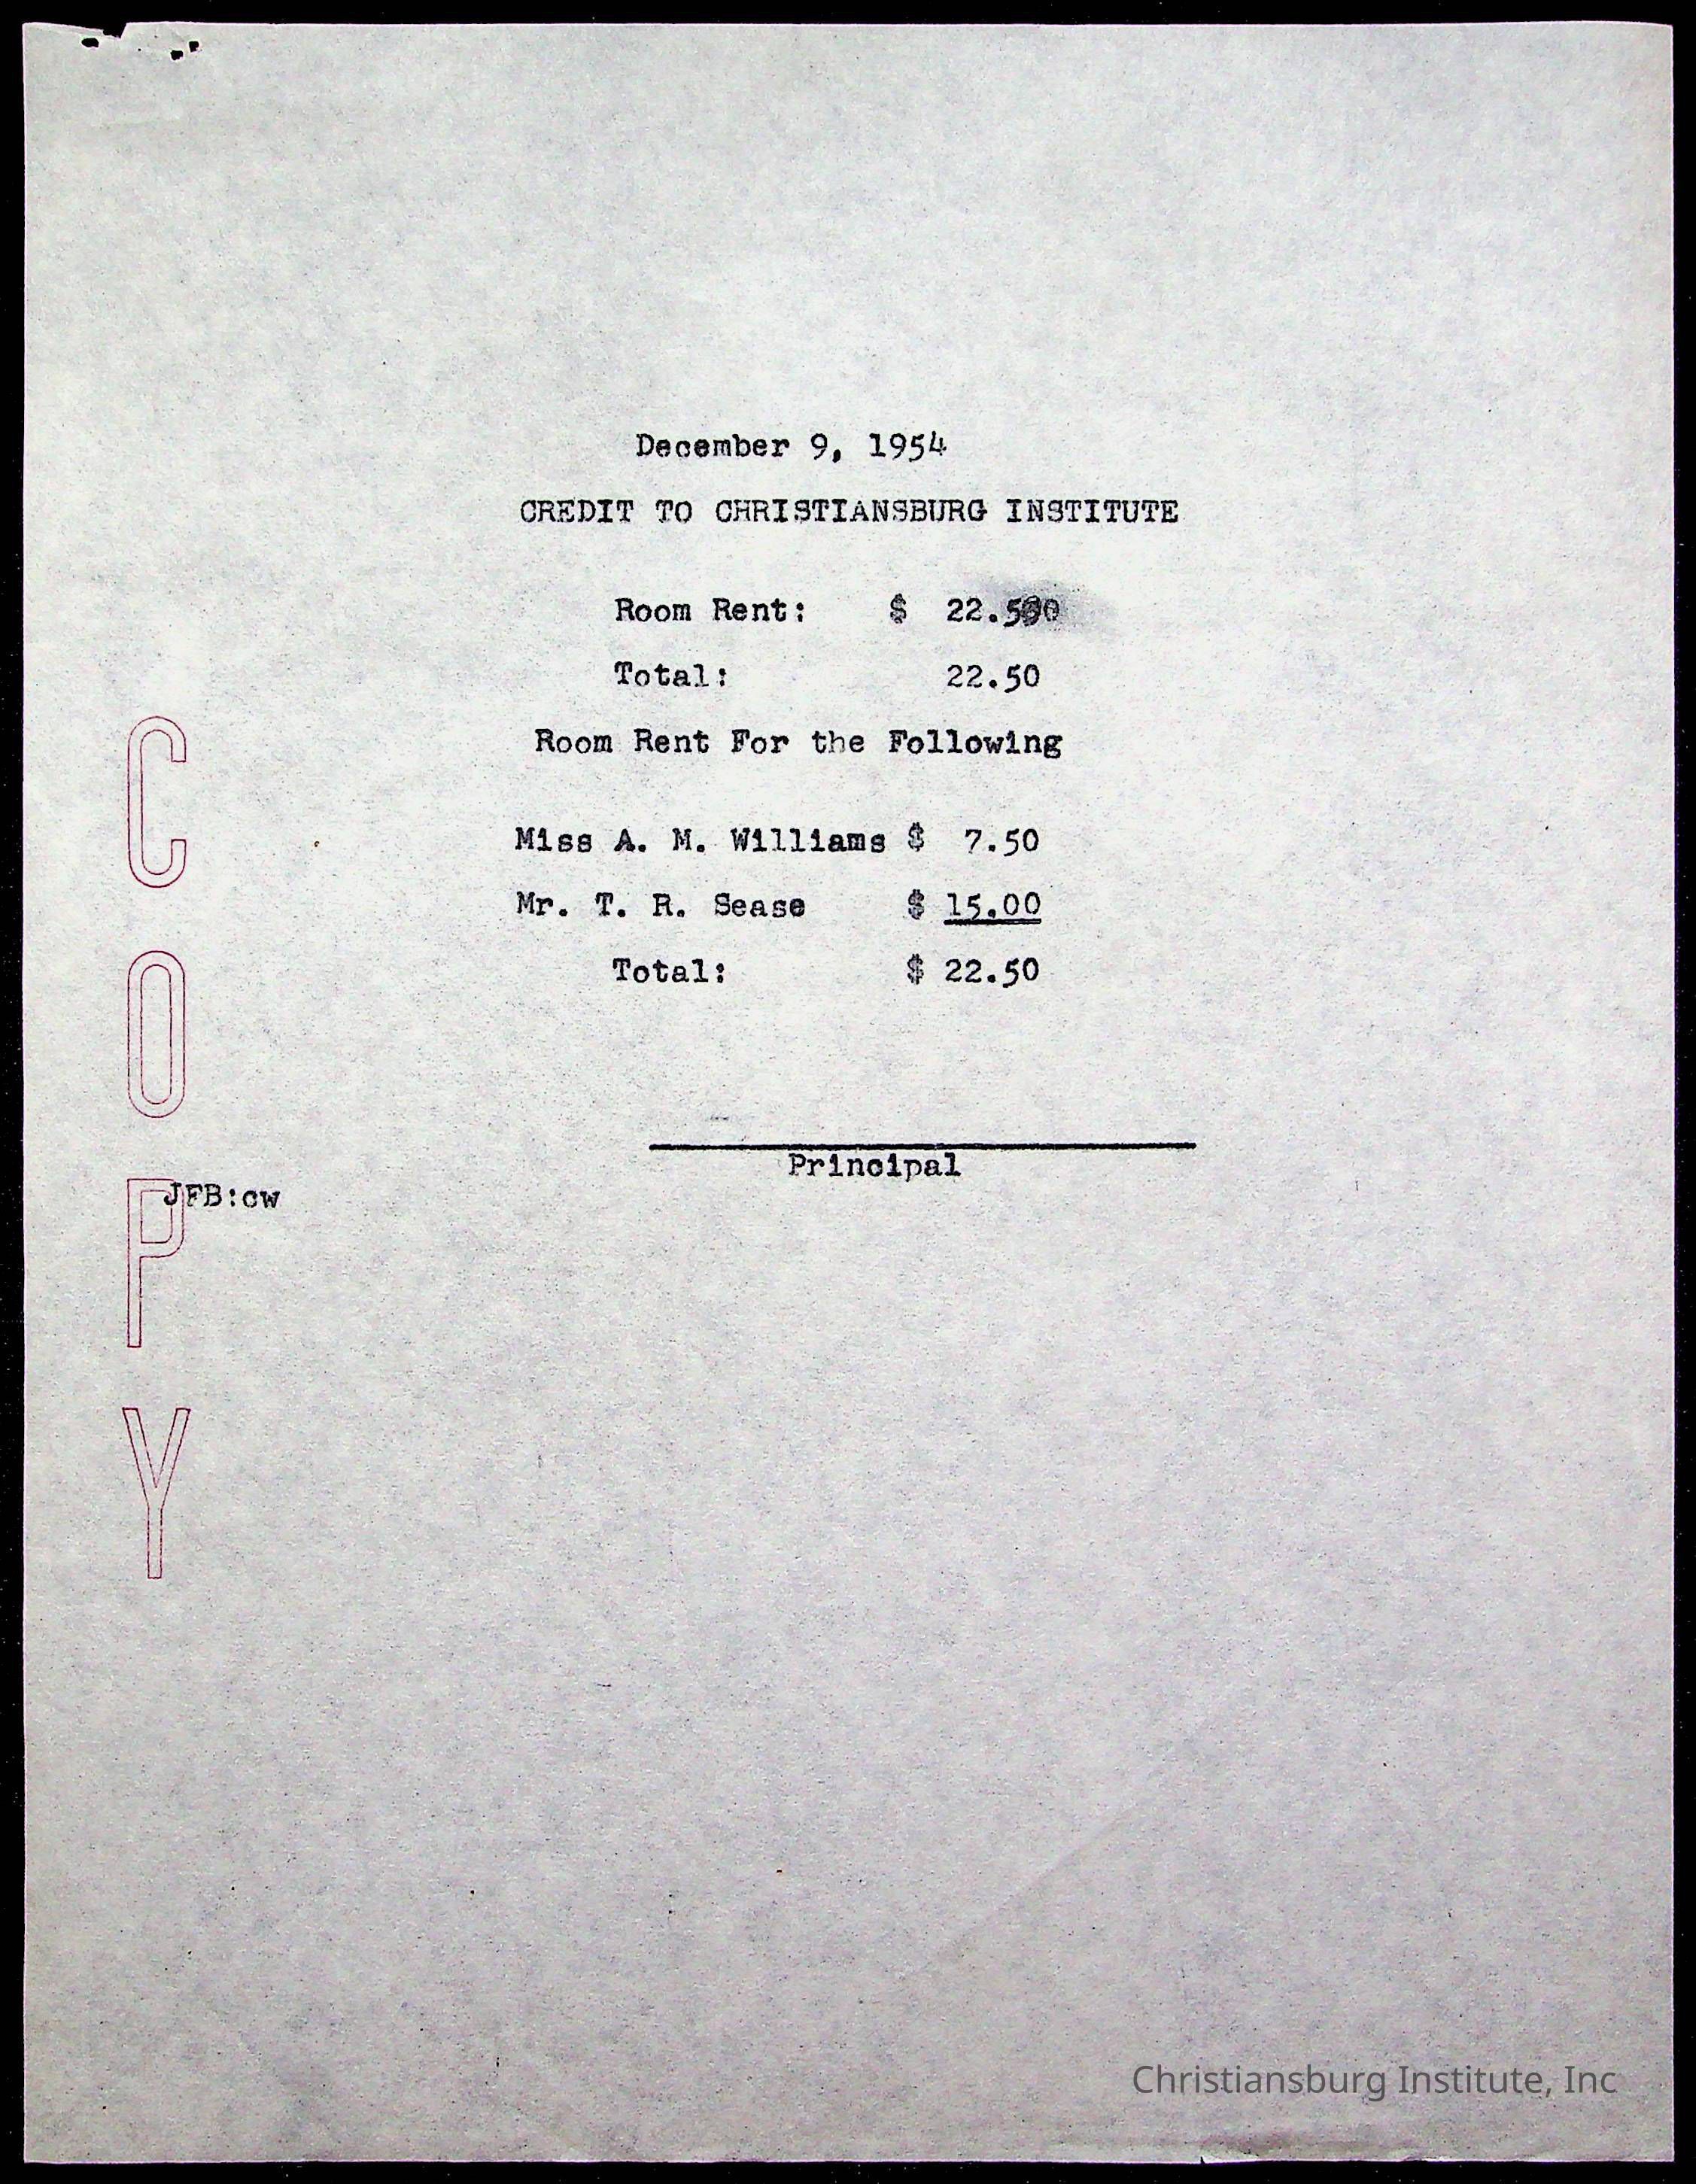 December 9, 1954
CREDIT TO CHRISTIANSBURG INSTITUTE
Room Rent: $ 22.500
Total: 22.50
Room Rent For the Following
Miss A. M. Williams $ 7.50
Mr. T. R. Sease $ 15.00
Total: $ 22.50
Principal
JFB:cw
COPY
Christiansburg Institute, Inc